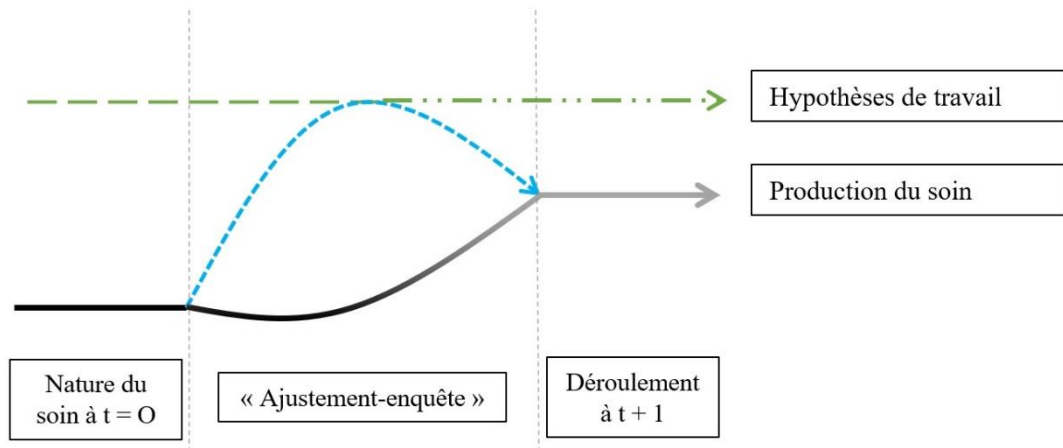 Hypothèses de travail
Production du soin
Nature du
soin à t = O
« Ajustement-enquête »
Déroulement
à t + 1